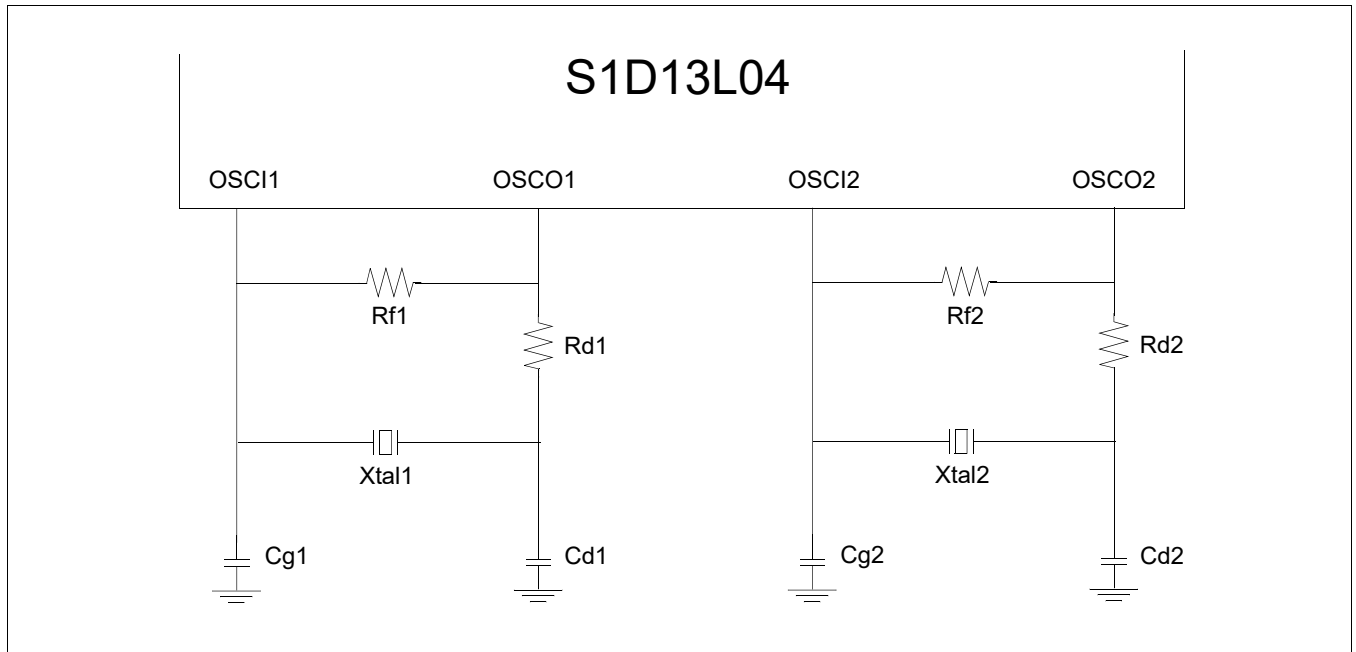 S1D13L04
OSCI1
OSCO1
OSCI2
OSCO2
Rf1
Rf2
Rd1
Rd2
Xtal1
Xtal2
Cg1
Cd1
Cg2
Cd2